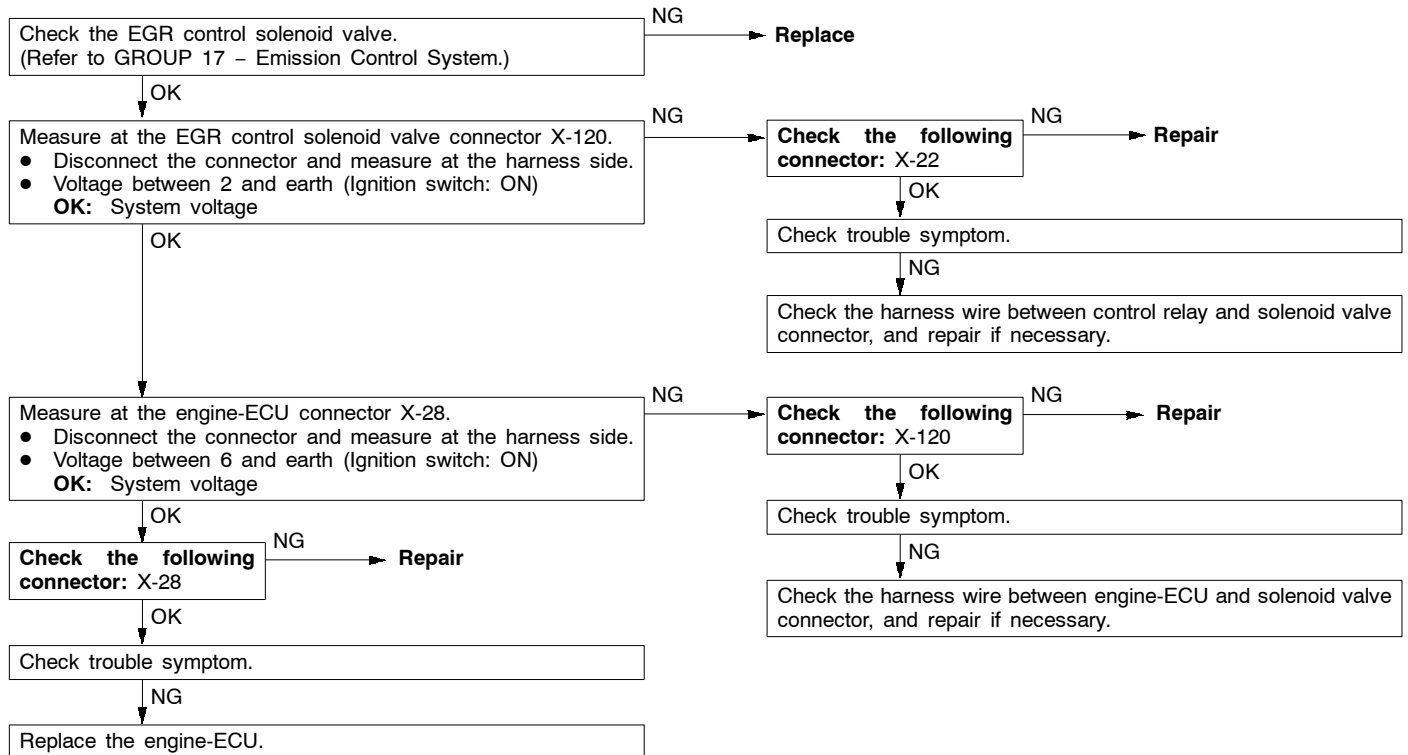 Check the EGR control solenoid valve.
(Refer to GROUP 17 – Emission Control System.)
NG
Replace
OK
Measure at the EGR control solenoid valve connector X-120.
● Disconnect the connector and measure at the harness side.
● Voltage between 2 and earth (Ignition switch: ON)
OK: System voltage
NG
Check the following
connector: X-22
NG
Repair
OK
Check trouble symptom.
NG
Check the harness wire between control relay and solenoid valve
connector, and repair if necessary.
OK
Measure at the engine-ECU connector X-28.
● Disconnect the connector and measure at the harness side.
● Voltage between 6 and earth (Ignition switch: ON)
OK: System voltage
NG
Check the following
connector: X-120
NG
Repair
OK
Check trouble symptom.
NG
Check the harness wire between engine-ECU and solenoid valve
connector, and repair if necessary.
OK
Check the following
connector: X-28
NG
Repair
OK
Check trouble symptom.
NG
Replace the engine-ECU.